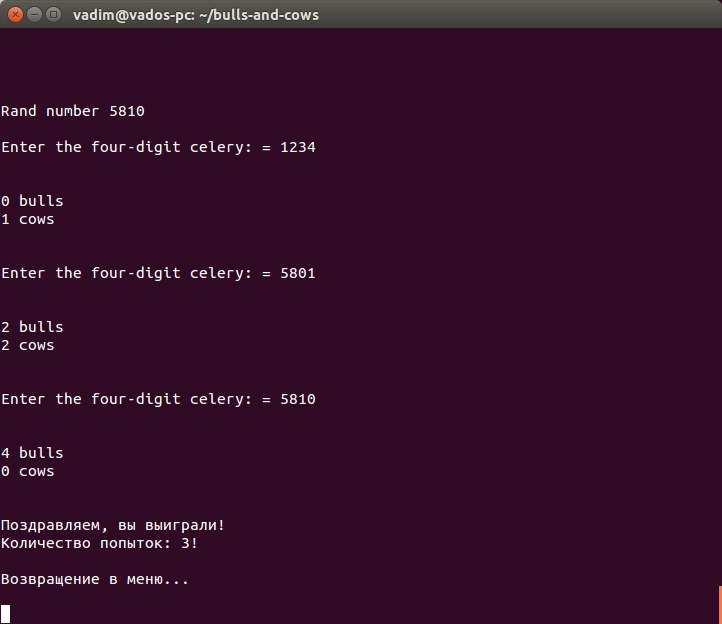 vadim@vados-pc: ~/bulls-and-cows
Rand number 5810
Enter the four-digit celery: = 1234
0 bulls
1 cows
Enter the four-digit celery: = 5801
2 bulls
2 cows
Enter the four-digit celery: = 5810
4 bulls
0 cows
Поздравляем, вы выиграли!
Количество попыток: 3!
Возвращение в меню...